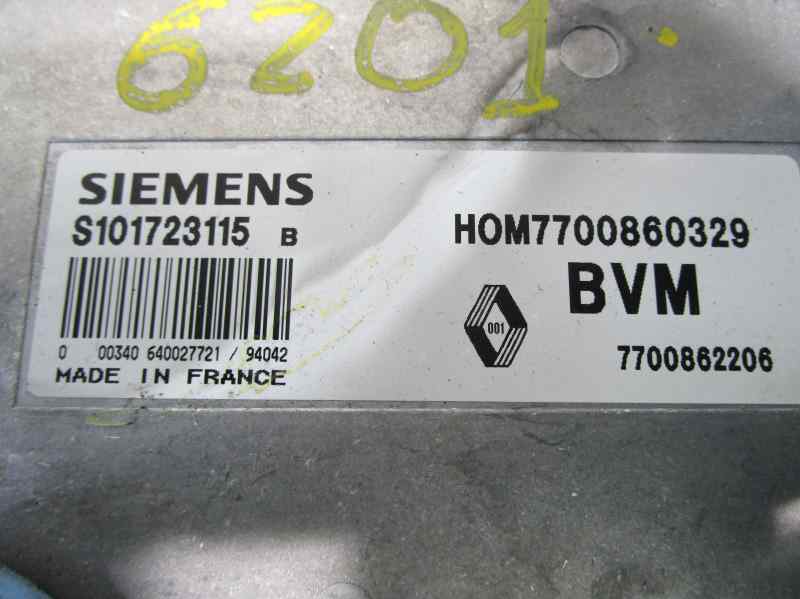 6201
SIEMENS
S101723115 B
HOM7700860329
BVM
001
0 00340 640027721 / 94042
7700862206
MADE IN FRANCE